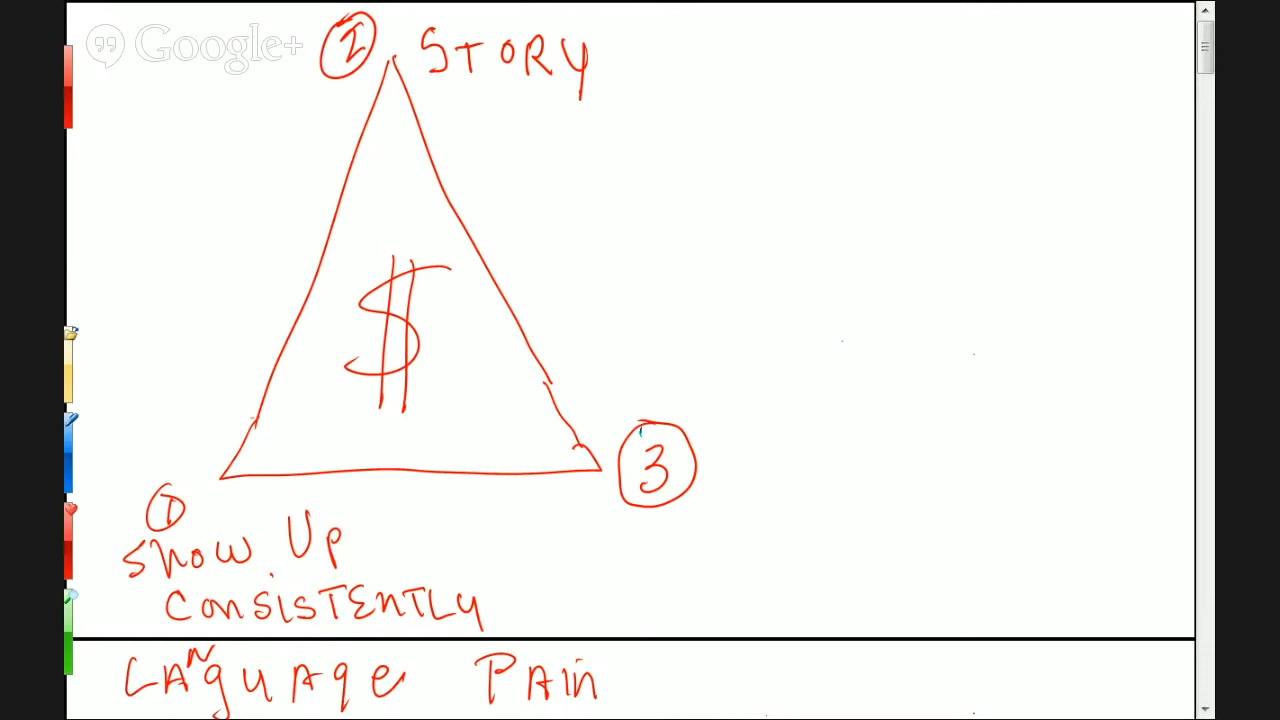 Google+
2 STORY
$
3
1
Show Up
CONSISTENTLY
LANguAge PAin